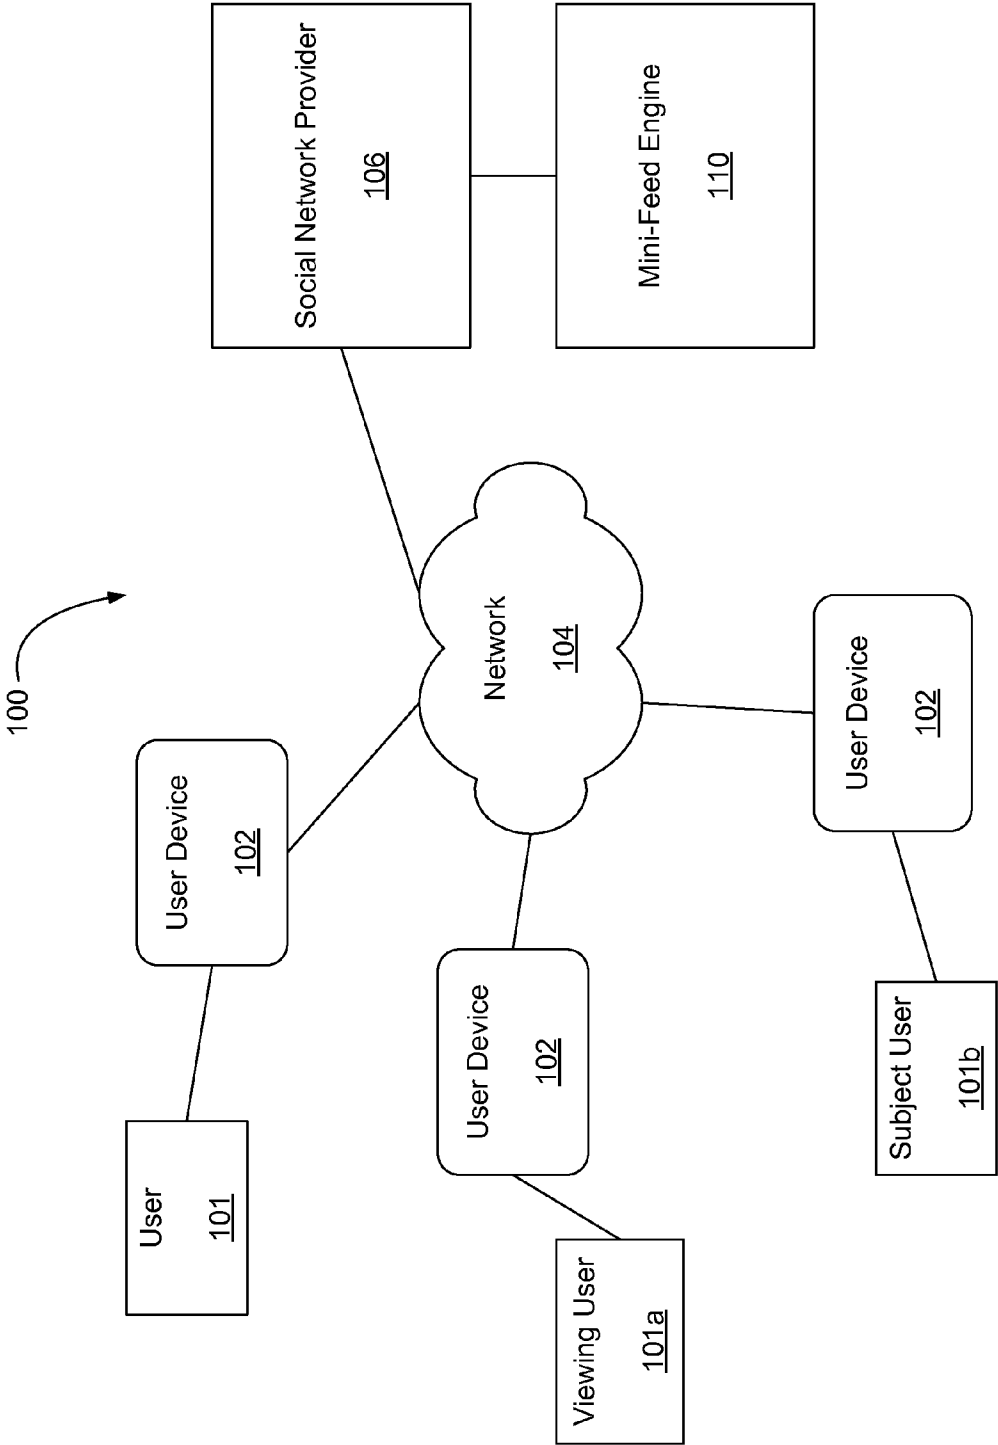 100
User
101
User Device
102
Viewing User
101a
User Device
102
Subject User
101b
User Device
102
Network
104
Social Network Provider
106
Mini-Feed Engine
110